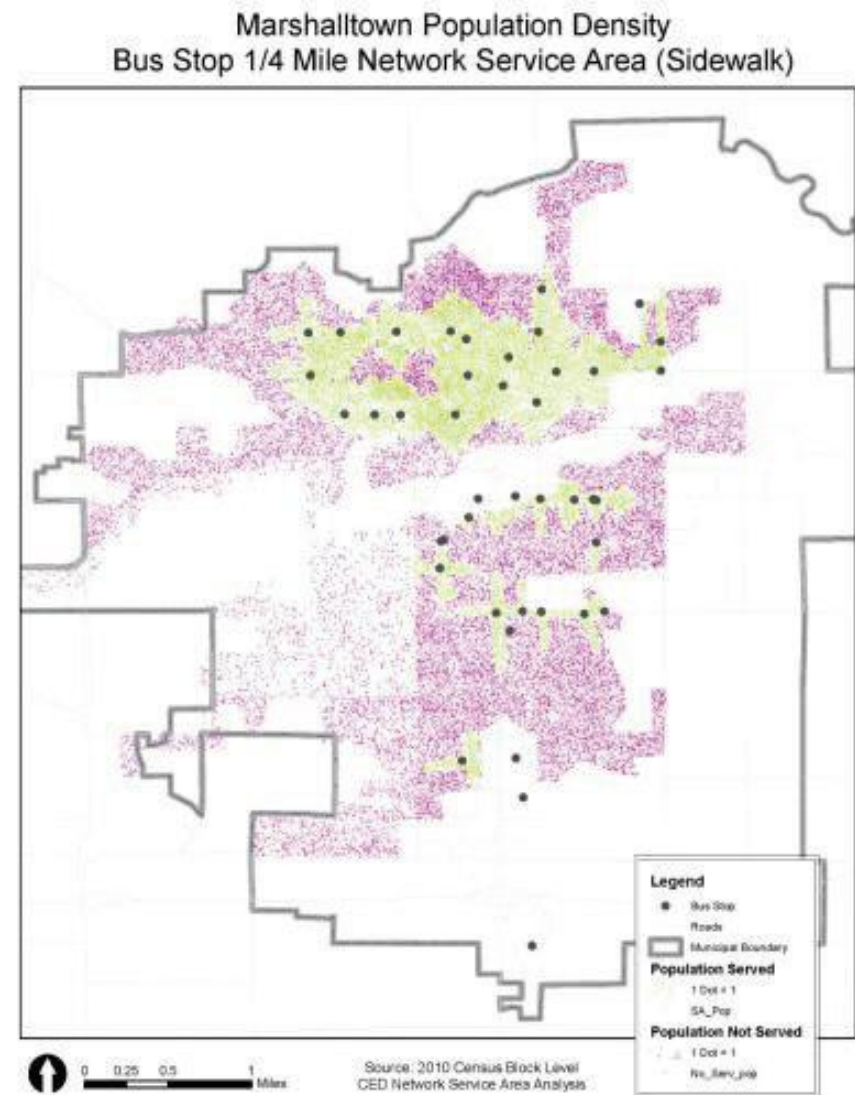 Marshalltown Population Density
Bus Stop 1/4 Mile Network Service Area (Sidewalk)
Legend
Bus Stop
Roads
Municipal Boundary
Population Served
1 Dot = 1
SA_Pop
Population Not Served
1 Dot = 1
No_Serv_pop
0 0.25 0.5 1
Miles
Source: 2010 Census Block Level
CED Network Service Area Analysis